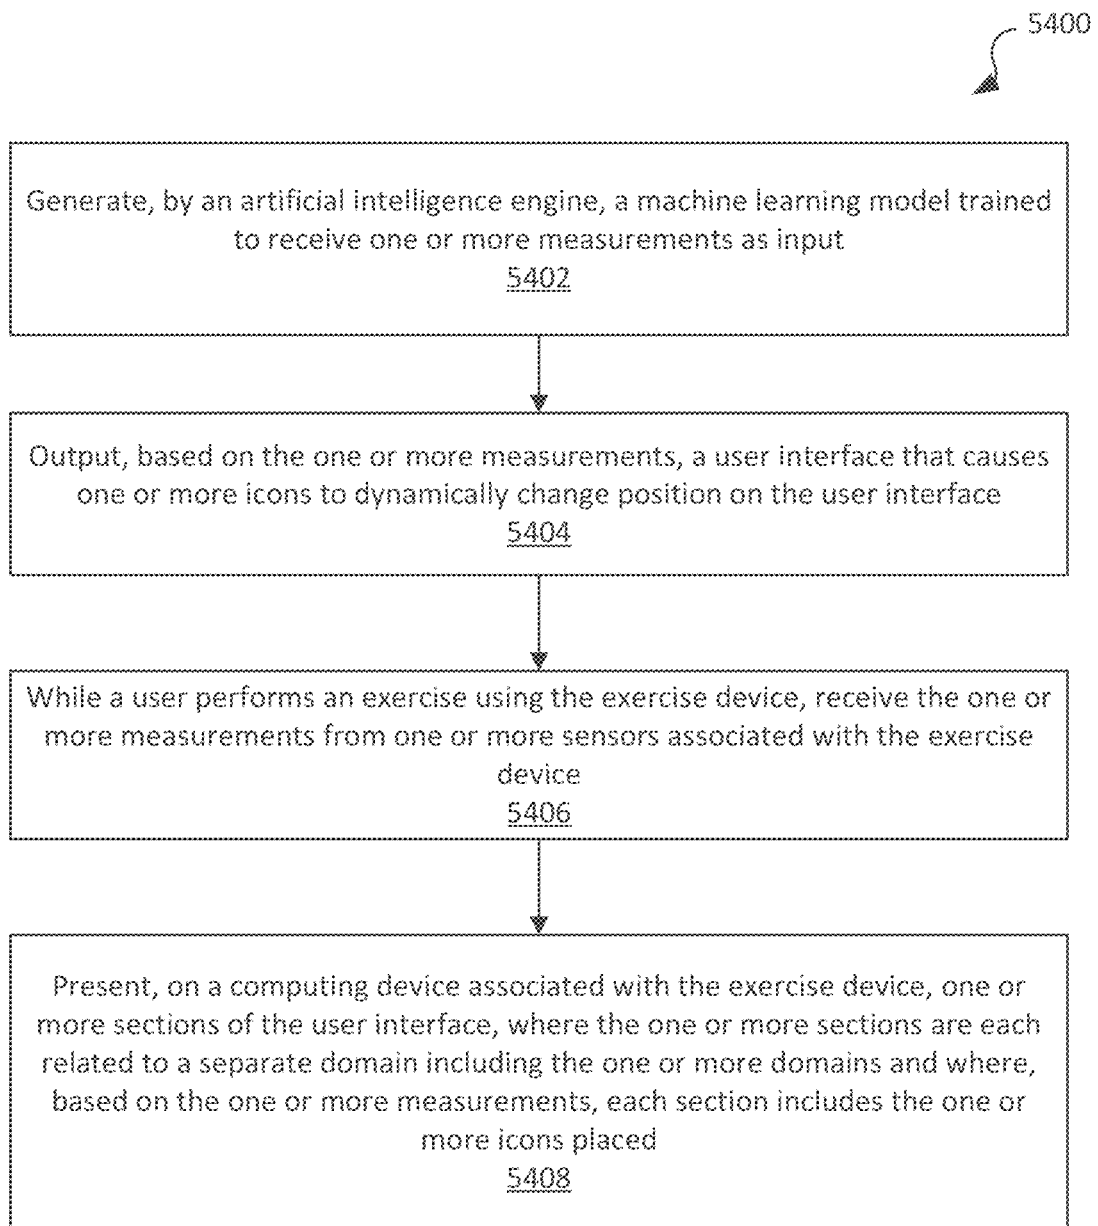 5400
Generate, by an artificial intelligence engine, a machine learning model trained
to receive one or more measurements as input
5402
Output, based on the one or more measurements, a user interface that causes
one or more icons to dynamically change position on the user interface
5404
While a user performs an exercise using the exercise device, receive the one or
more measurements from one or more sensors associated with the exercise
device
5406
Present, on a computing device associated with the exercise device, one or
more sections of the user interface, where the one or more sections are each
related to a separate domain including the one or more domains and where,
based on the one or more measurements, each section includes the one or
more icons placed
5408